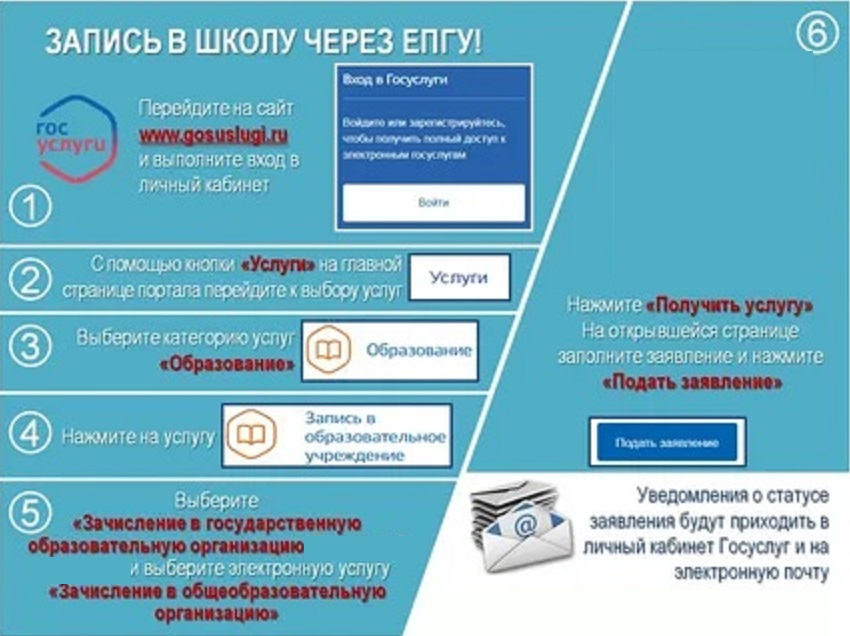 ЗАПИСЬ В ШКОЛУ ЧЕРЕЗ ЕПГУ!
гос
услуги
Перейдите на сайт
www.gosuslugi.ru
и выполните вход в
личный кабинет
Вход в Госуслуги
Войдите или зарегистрируйтесь,
чтобы получить полный доступ к
электронным госуслугам
Войти
1
2
С помощью кнопки «Услуги» на главной
странице портала перейдите к выбору услуг
Услуги
3
Выберите категорию услуг
«Образование»
Образование
4
Нажмите на услугу
Запись в
образовательное
учреждение
5
Выберите
«Зачисление в государственную
образовательную организацию
и выберите электронную услугу
«Зачисление в общеобразовательную
организацию»
6
Нажмите «Получить услугу»
На открывшейся странице
заполните заявление и нажмите
«Подать заявление»
Подать заявление
@
Уведомления о статусе
заявления будут приходить в
личный кабинет Госуслуг и на
электронную почту